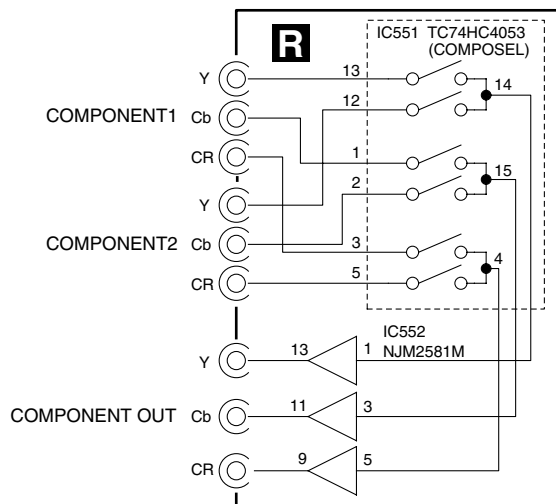 R
IC551 TC74HC4053
(COMPOSEL)
Y
13
14
12
COMPONENT1
Cb
1
CR
15
2
Y
COMPONENT2
Cb
3
4
CR
5
IC552
NJM2581M
Y
13
1
COMPONENT OUT
Cb
11
3
CR
9
5